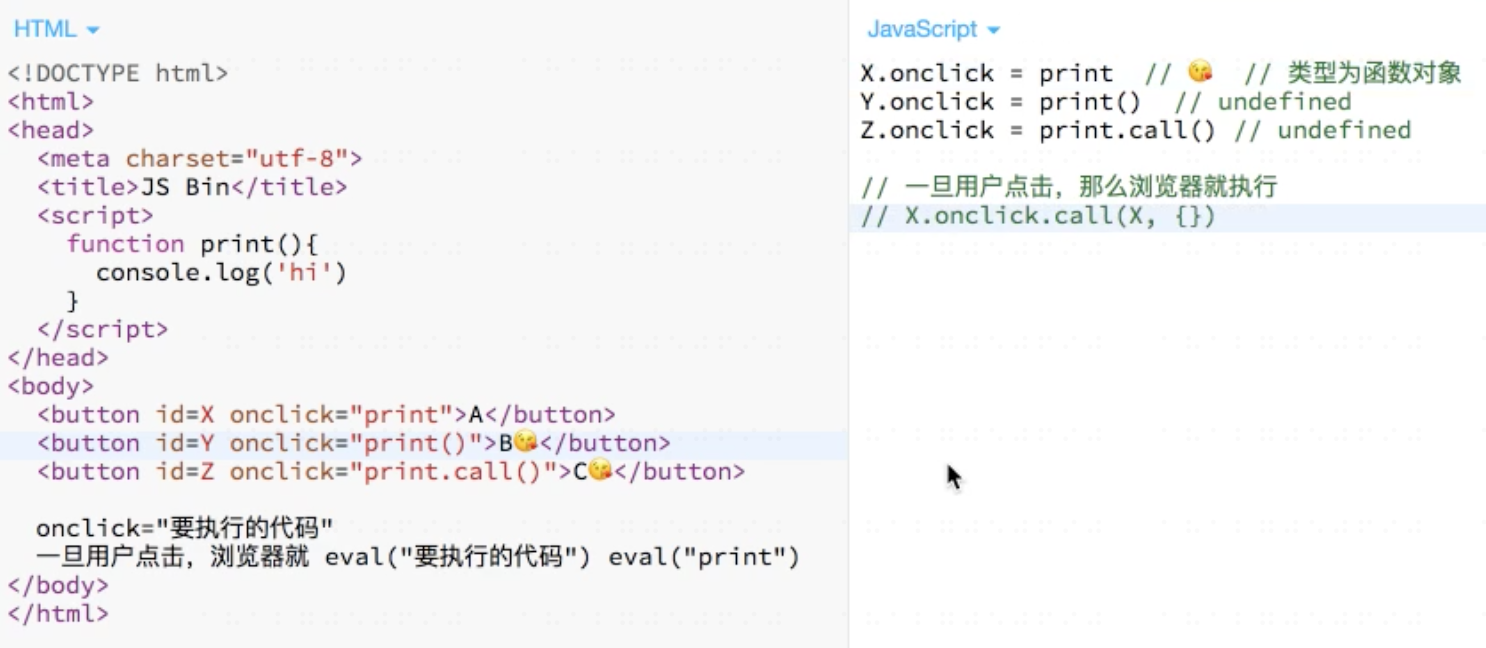 HTML
<!DOCTYPE html>
<html>
<head>
  <meta charset="utf-8">
  <title>JS Bin</title>
  <script>
    function print(){
      console.log('hi')
    }
  </script>
</head>
<body>
  <button id=X onclick="print">A</button>
  <button id=Y onclick="print()">B😘</button>
  <button id=Z onclick="print.call()">C😘</button>

  onclick="要执行的代码"
  一旦用户点击，浏览器就 eval("要执行的代码") eval("print")
</body>
</html>
JavaScript
X.onclick = print  // 😘  // 类型为函数对象
Y.onclick = print()  // undefined
Z.onclick = print.call() // undefined

// 一旦用户点击，那么浏览器就执行
// X.onclick.call(X, {})